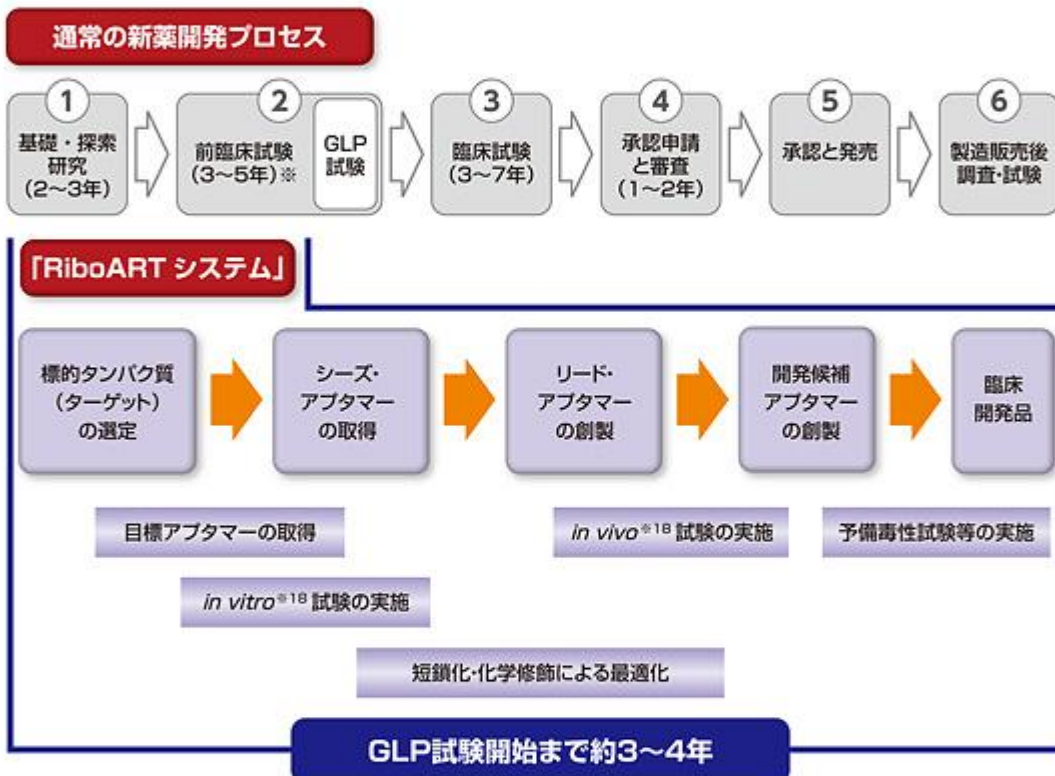 通常の新薬開発プロセス
1
基礎・探索
研究
(2～3年)
2
前臨床試験
(3～5年)※
GLP
試験
3
臨床試験
(3～7年)
4
承認申請
と審査
(1～2年)
5
承認と発売
6
製造販売後
調査・試験
「RiboART システム」
標的タンパク質
(ターゲット)
の選定
シーズ・
アプタマー
の取得
リード・
アプタマー
の創製
開発候補
アプタマー
の創製
臨床
開発品
目標アプタマーの取得
in vivo※18 試験の実施
予備毒性試験等の実施
in vitro※18 試験の実施
短鎖化・化学修飾による最適化
GLP試験開始まで約3～4年